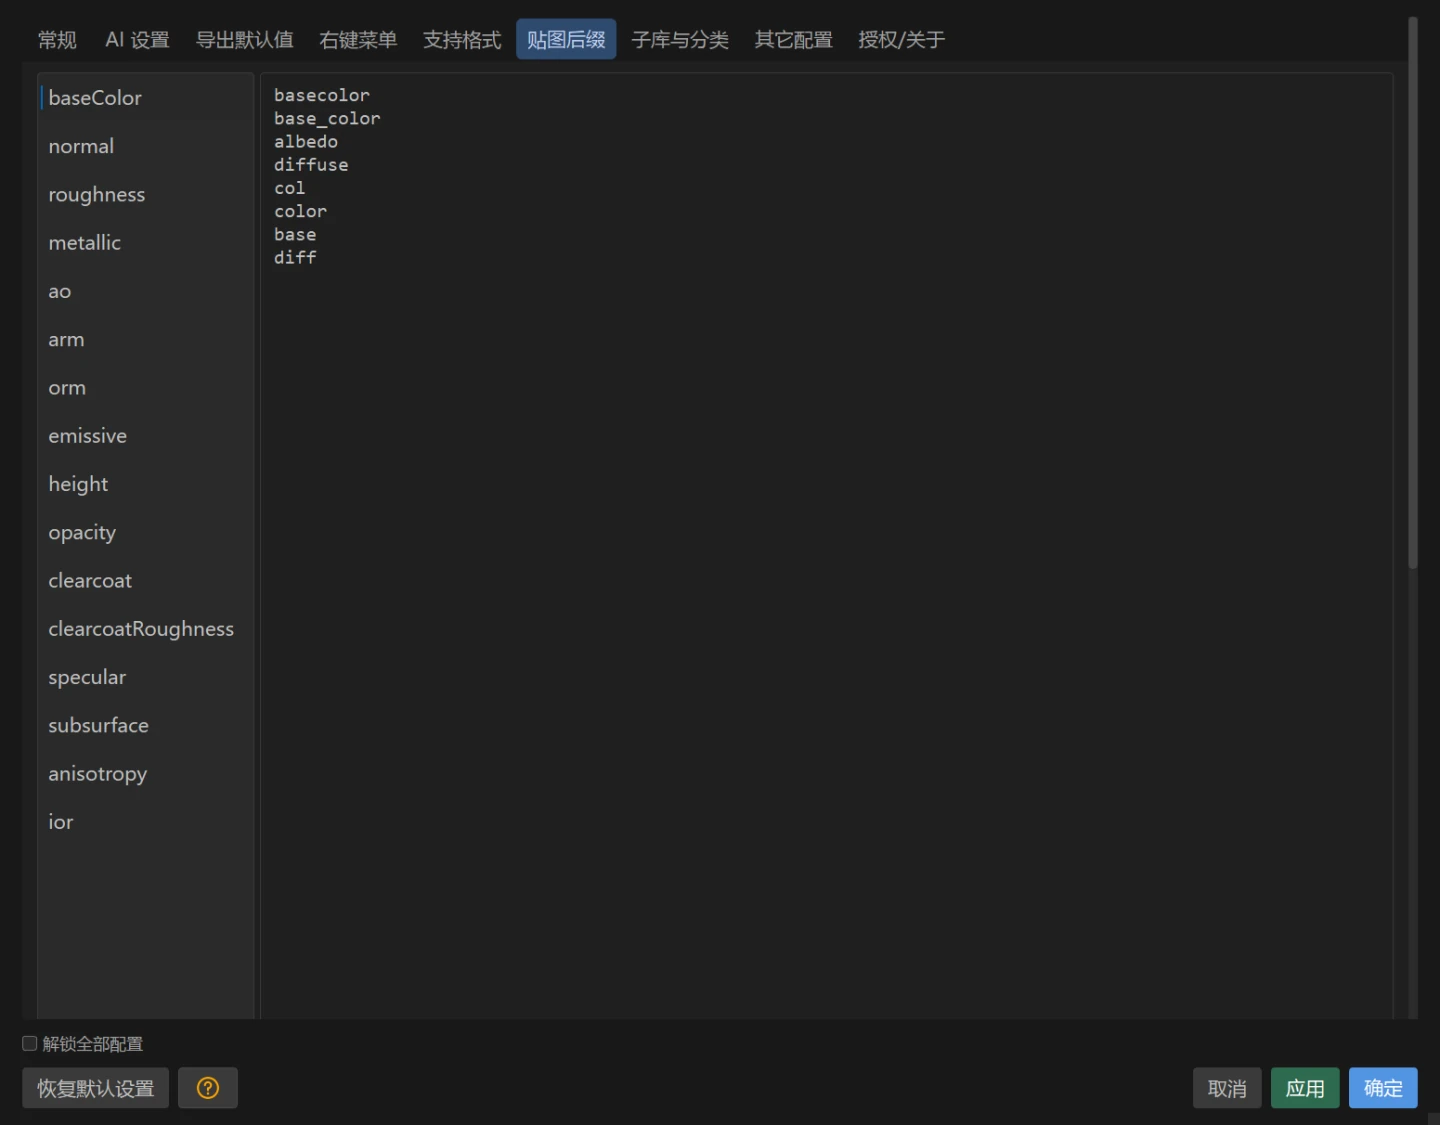 常规 AI 设置 导出默认值 右键菜单 支持格式 贴图后缀 子库与分类 其它配置 授权/关于
baseColor
normal
roughness
metallic
ao
arm
orm
emissive
height
opacity
clearcoat
clearcoatRoughness
specular
subsurface
anisotropy
ior
basecolor
base_color
albedo
diffuse
col
color
base
diff
解锁全部配置
恢复默认设置 ? 取消 应用 确定